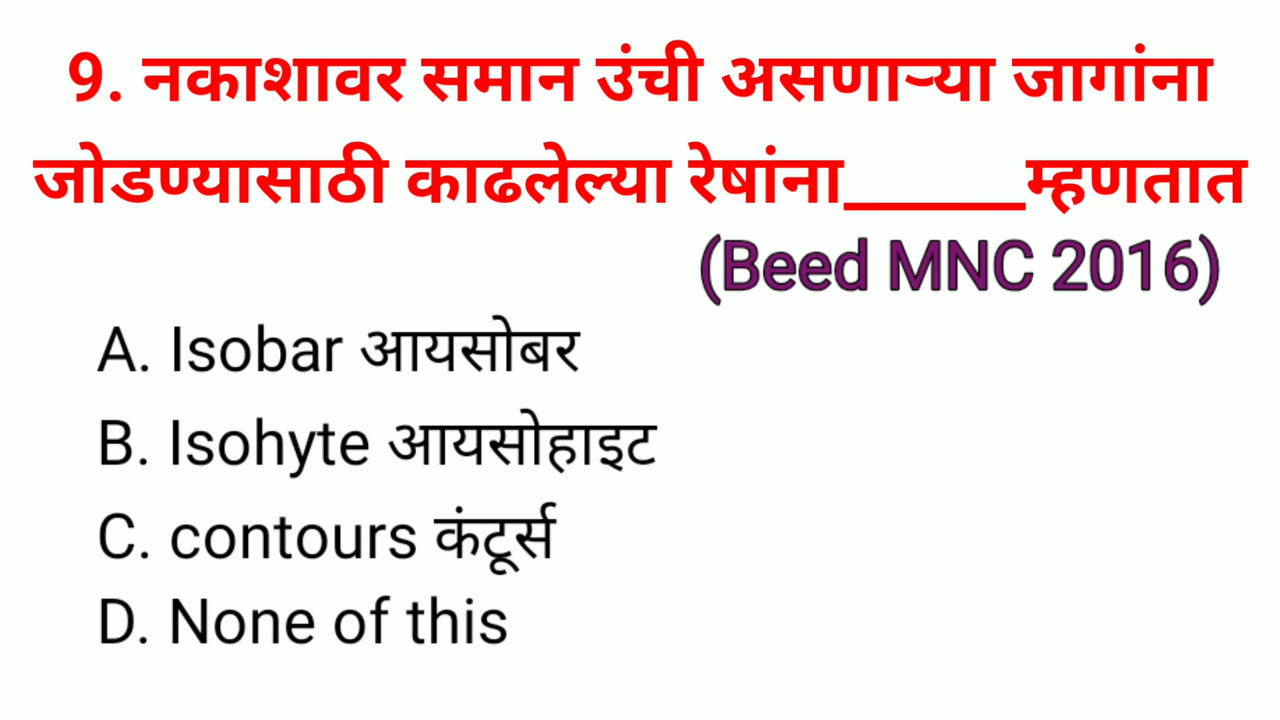 9. नकाशावर समान उंची असणाऱ्या जागांना
जोडण्यासाठी काढलेल्या रेषांना______म्हणतात
(Beed MNC 2016)
A. Isobar आयसोबर
B. Isohyte आयसोहाइट
C. contours कंटूर्स
D. None of this